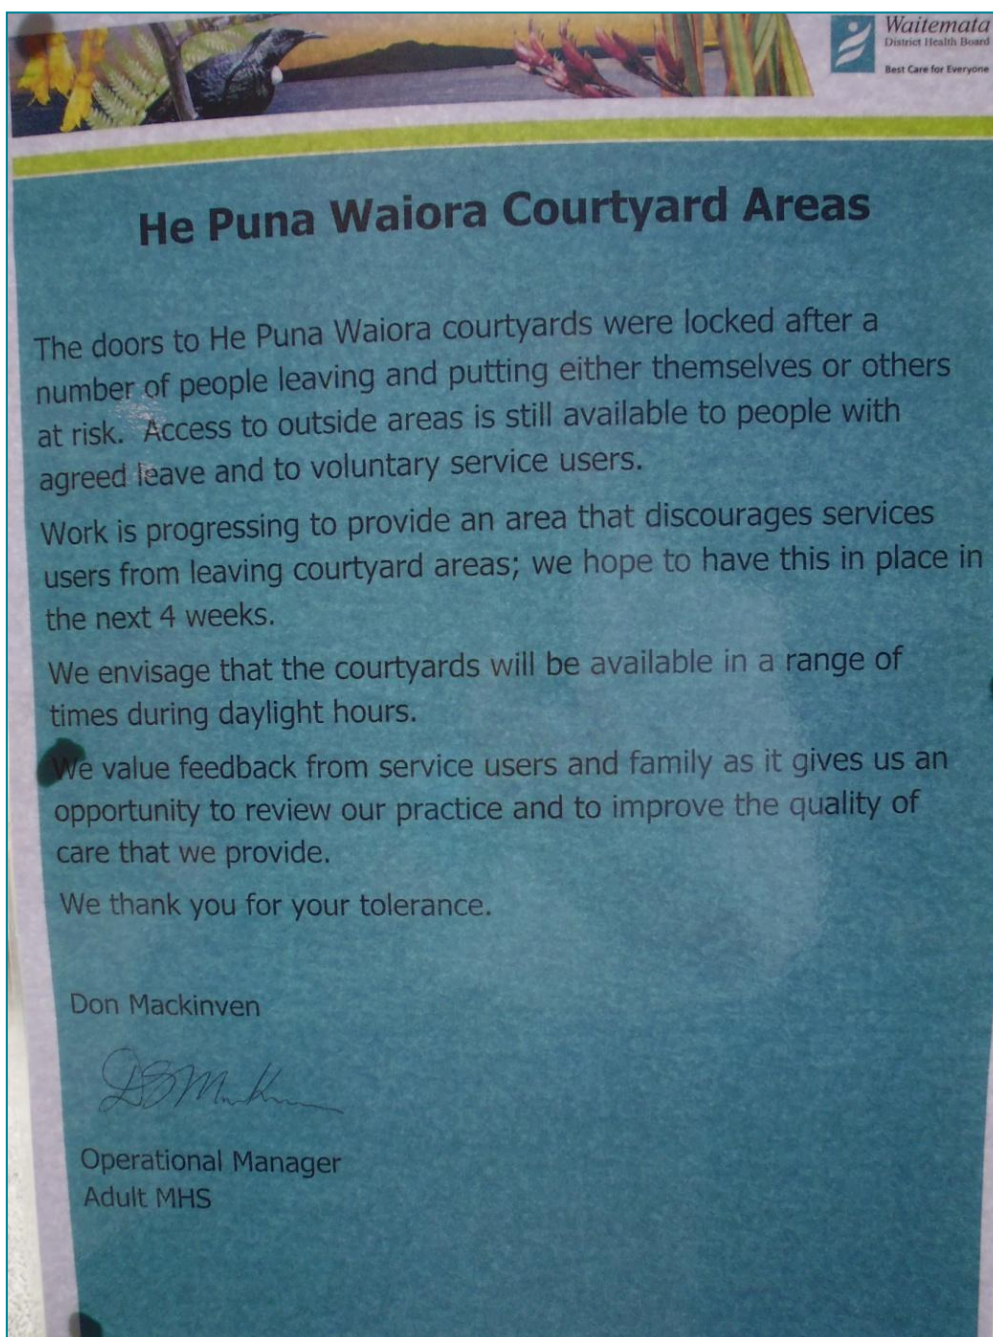 Waitemata
District Health Board
Best Care for Everyone
He Puna Waiora Courtyard Areas
The doors to He Puna Waiora courtyards were locked after a
number of people leaving and putting either themselves or others
at risk.  Access to outside areas is still available to people with
agreed leave and to voluntary service users.
Work is progressing to provide an area that discourages services
users from leaving courtyard areas; we hope to have this in place in
the next 4 weeks.
We envisage that the courtyards will be available in a range of
times during daylight hours.
We value feedback from service users and family as it gives us an
opportunity to review our practice and to improve the quality of
care that we provide.
We thank you for your tolerance.
Don Mackinven
Operational Manager
Adult MHS